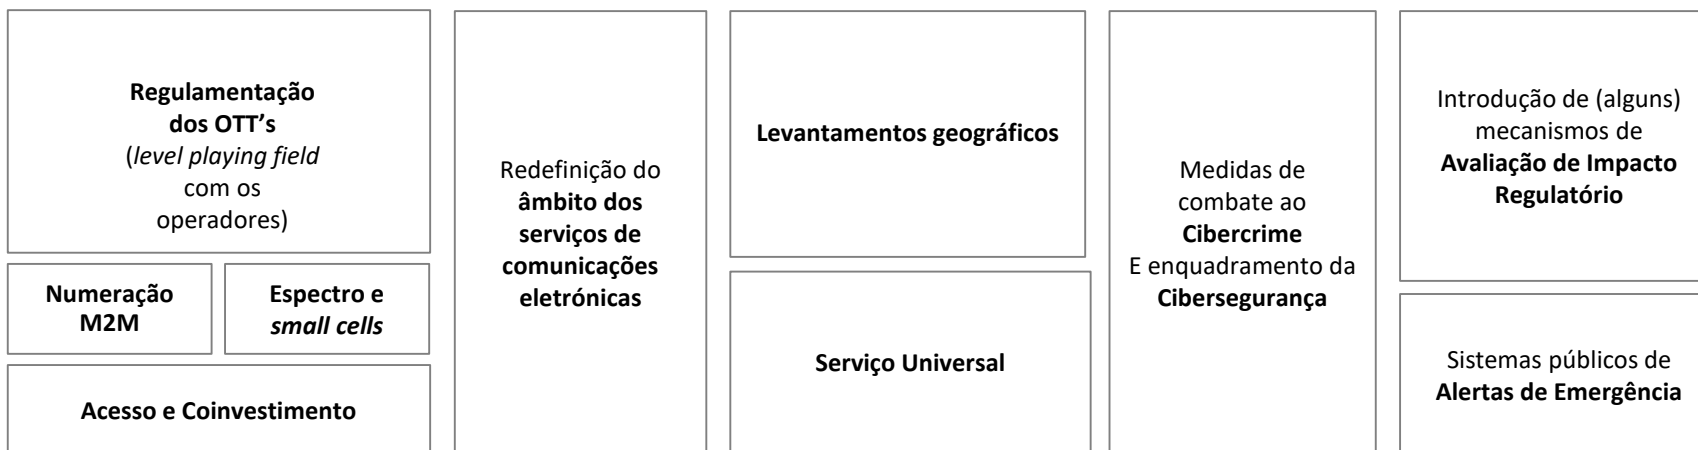 Regulamentação
dos OTT's
(level playing field
com os
operadores)
Numeração
M2M
Espectro e
small cells
Acesso e Coinvestimento
Redefinição do
âmbito dos
serviços de
comunicações
eletrónicas
Levantamentos geográficos
Serviço Universal
Medidas de
combate ao
Cibercrime
E enquadramento da
Cibersegurança
Introdução de (alguns)
mecanismos de
Avaliação de Impacto
Regulatório
Sistemas públicos de
Alertas de Emergência